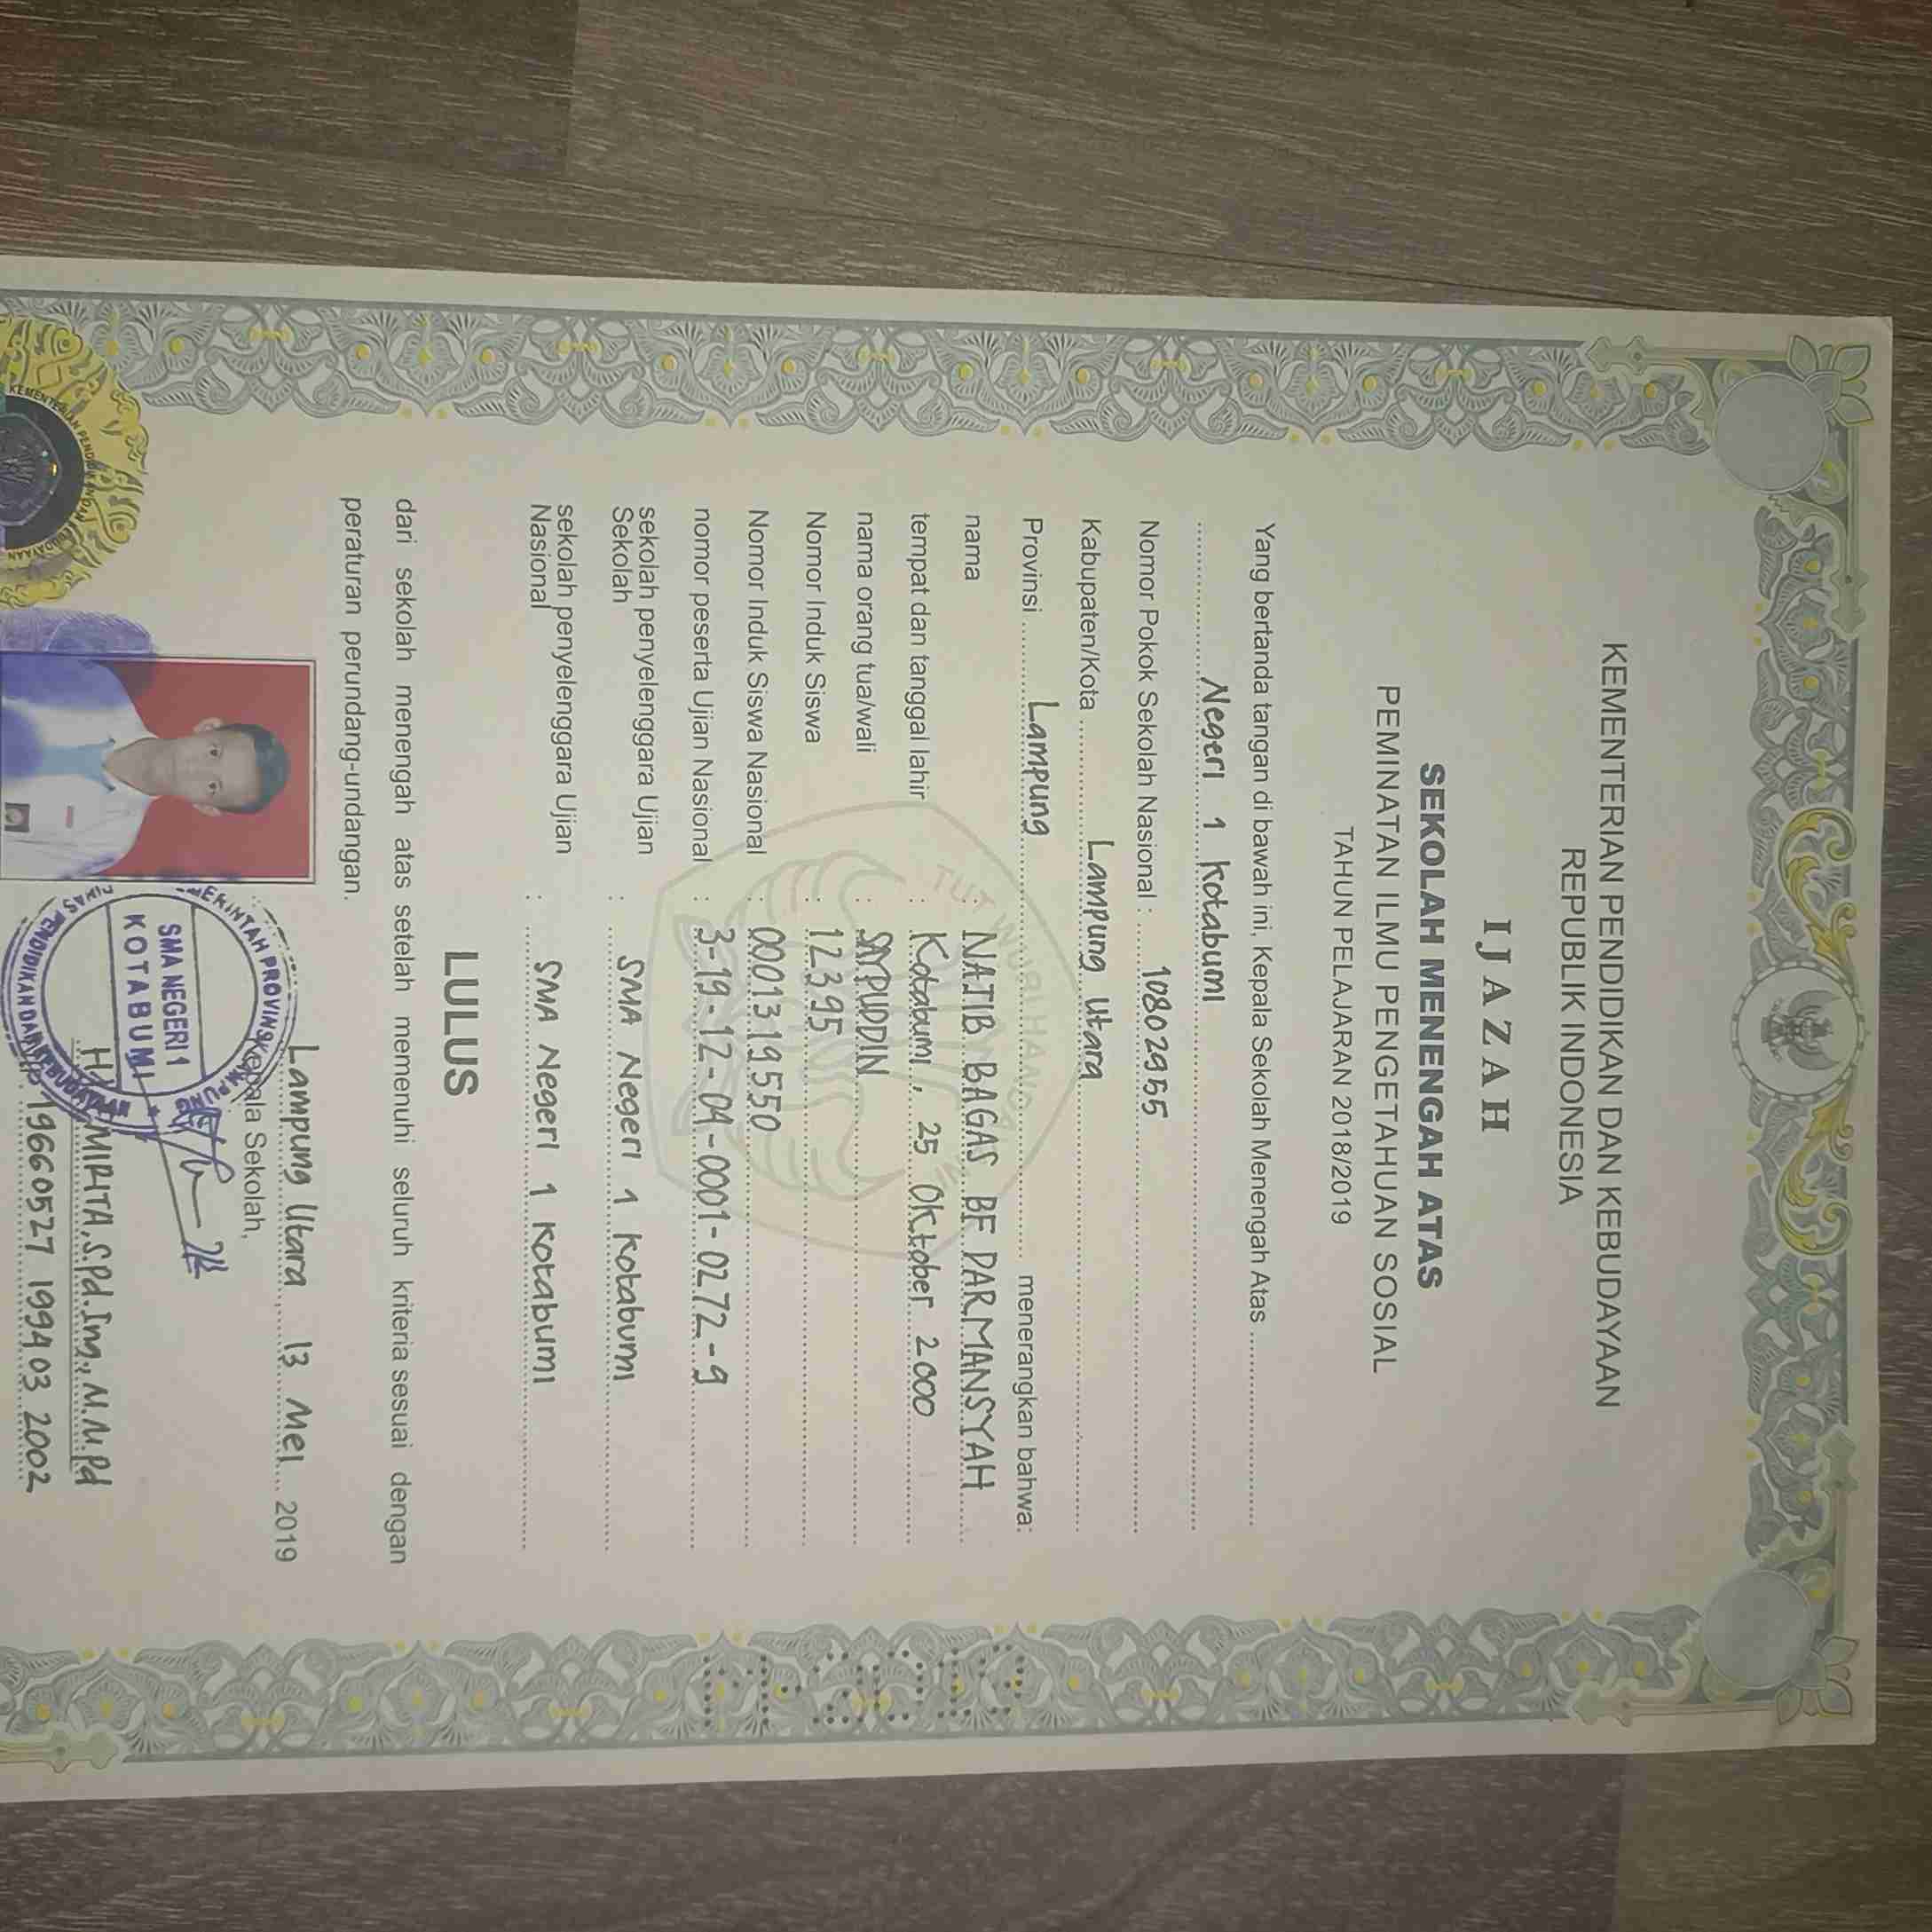 KEMENTERIAN PENDIDIKAN DAN KEBUDAYAAN
REPUBLIK INDONESIA
IJAZAH
SEKOLAH MENENGAH ATAS
PEMINATAN ILMU PENGETAHUAN SOSIAL
TAHUN PELAJARAN 2018/2019
Yang bertanda tangan di bawah ini, Kepala Sekolah Menengah Atas
Negeri 1 Kotabumi
Nomor Pokok Sekolah Nasional : 10802955
Kabupaten/Kota Lampung Utara
Provinsi Lampung menerangkan bahwa:
nama : NAJIB BAGAS BF DARMANSYAH
tempat dan tanggal lahir : Kotabumi, 25 Oktober 2000
nama orang tua/wali : SAYPUDDIN
Nomor Induk Siswa : 12395
Nomor Induk Siswa Nasional : 0001319550
nomor peserta Ujian Nasional : 3-19-12-04-0001-0272-9
sekolah penyelenggara Ujian
Sekolah : SMA Negeri 1 Kotabumi
sekolah penyelenggara Ujian
Nasional : SMA Negeri 1 Kotabumi
LULUS
dari sekolah menengah atas setelah memenuhi seluruh kriteria sesuai dengan
peraturan perundang-undangan.
Lampung Utara, 13 Mei 2019
Kepala Sekolah,
SMA NEGERI 1
KOTABUMI
S.Pd.Ing., M.M.Pd
19660527 199403 2002
TUT WURI HANDA